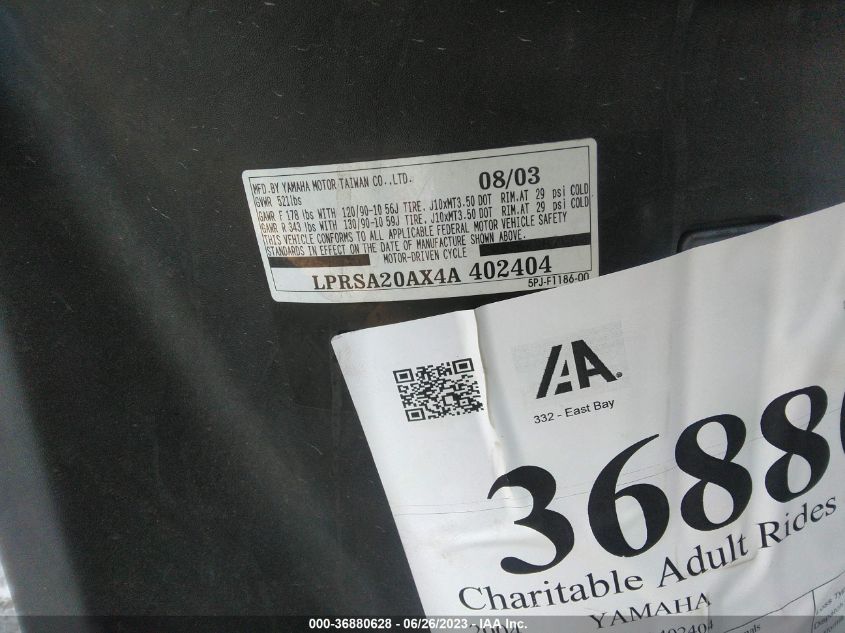 MFD.BY YAMAHA MOTOR TAIWAN CO.,LTD. 08/03
GVWR 521lbs
GAWR F 178 lbs WITH 120/90-10 56J TIRE, J10xMT3.50 DOT RIM.AT 29 psi COLD
GAWR R 343 lbs WITH 130/90-10 59J TIRE, J10xMT3.50 DOT RIM.AT 29 psi COLD
THIS VEHICLE CONFORMS TO ALL APPLICABLE FEDERAL MOTOR VEHICLE SAFETY
STANDARDS IN EFFECT ON THE DATE OF MANUFACTURE SHOWN ABOVE.
MOTOR-DRIVEN CYCLE
LPRSA20AX4A 402404
5PJ-F1186-00
IAA.
332 - East Bay
3688
Charitable Adult Rides
2004 YAMAHA
402404
Loss Typ
000-36880628 - 06/26/2023 - IAA Inc.